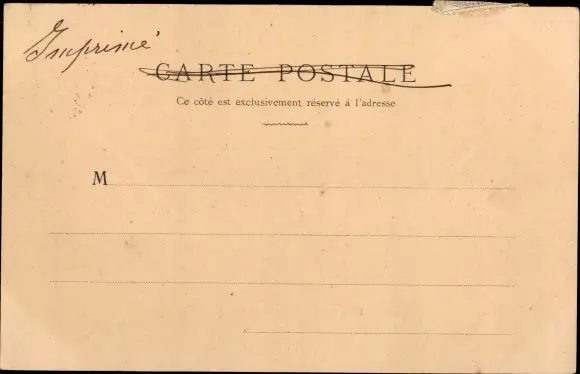 Imprimé
CARTE POSTALE
Ce côté est exclusivement réservé à l'adresse
M